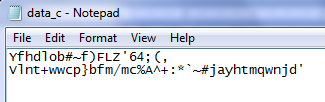 data_c - Notepad
File Edit Format View Help
Yfhdlob#~f)FLZ'64;(,
Vlnt+wwcp}bfm/mc%A^+:*`~#jayhtmqwnjd'